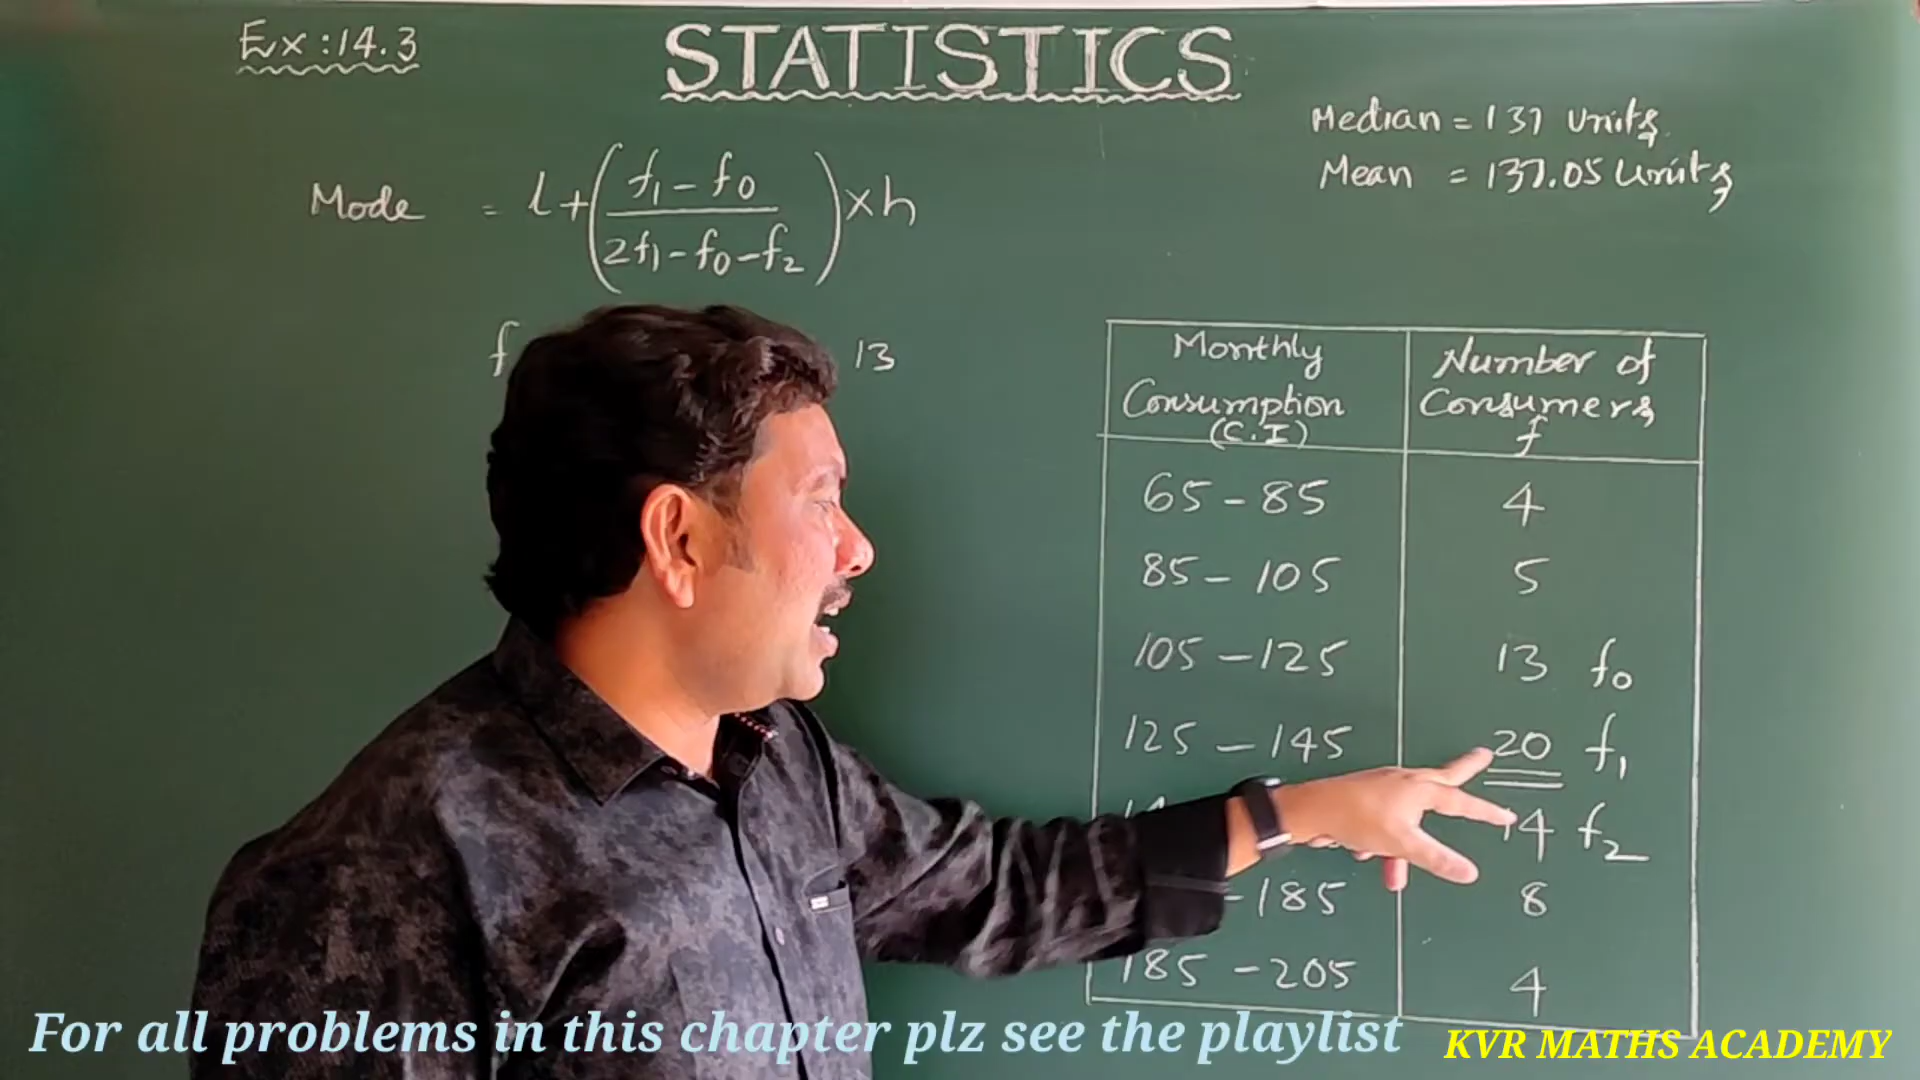 Ex:14.3
STATISTICS
Median = 137 Units
Mean = 137.05 Units
Mode = l+(f1-f0/2f1-f0-f2)×h
f 13
Monthly Consumption (C.I) Number of Consumers f
65-85 4
85-105 5
105-125 13 f0
125-145 20 f1
14 f2
-185 8
185-205 4
For all problems in this chapter plz see the playlist
KVR MATHS ACADEMY